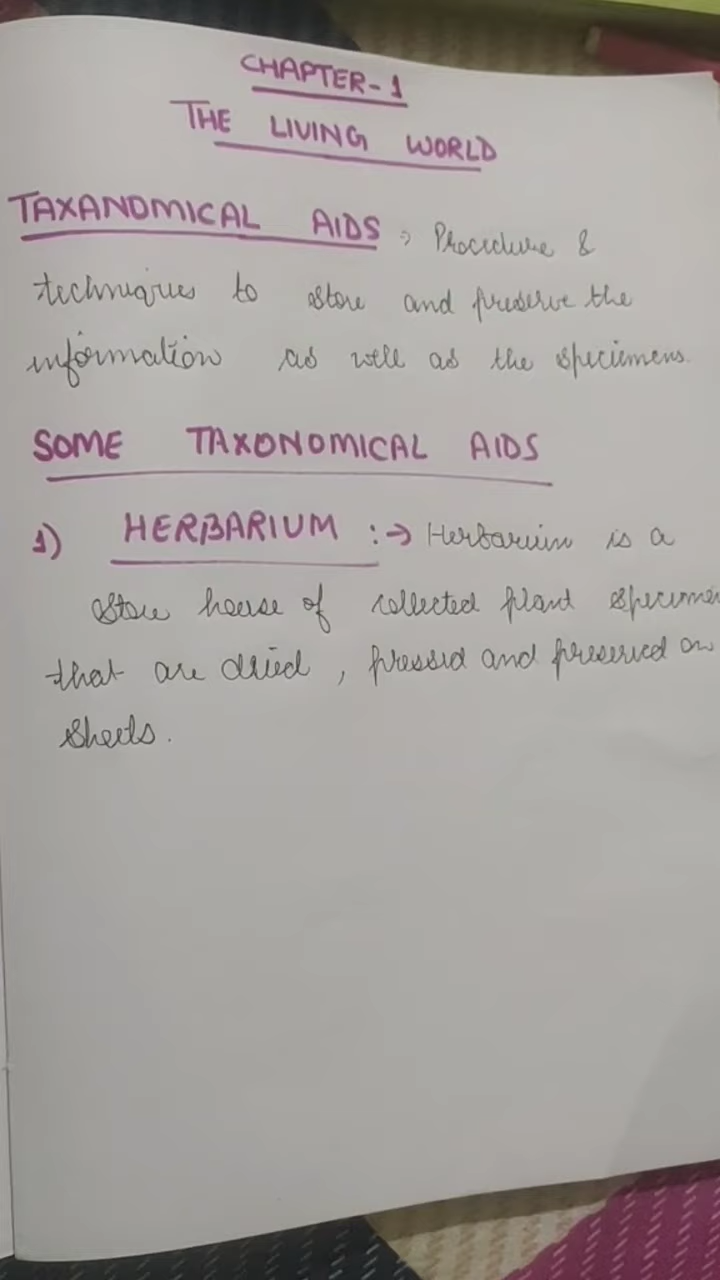 CHAPTER-1
THE LIVING WORLD
TAXANOMICAL AIDS → Procedure &
techniques to store and preserve the
information as well as the specimens.
SOME TAXONOMICAL AIDS
1) HERBARIUM :→ Herbarium is a
store house of collected plant specimen
that are dried, pressed and preserved on
sheets.